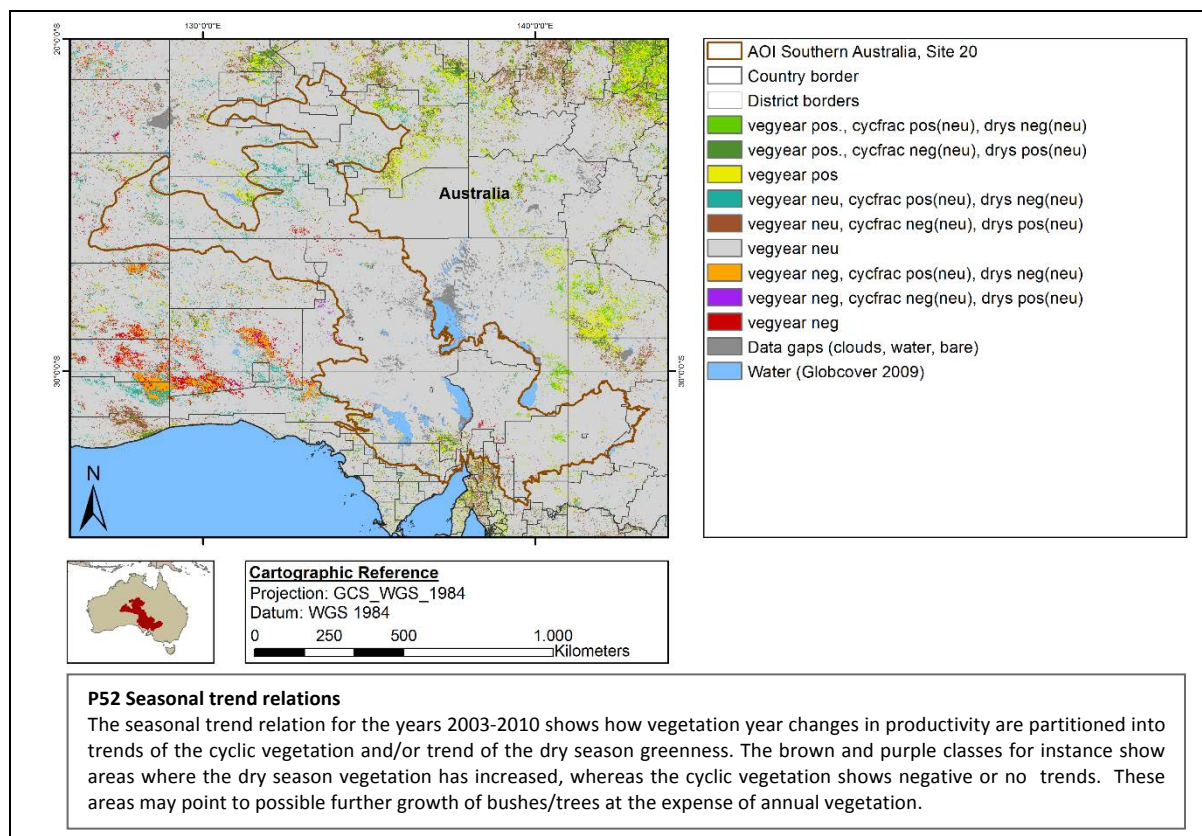 130°0'0"E
140°0'0"E
20°0'0"S
20°0'0"S
Australia
30°0'0"S
30°0'0"S
N
AOI Southern Australia, Site 20
Country border
District borders
vegyear pos., cycfrac pos(neu), drys neg(neu)
vegyear pos., cycfrac neg(neu), drys pos(neu)
vegyear pos
vegyear neu, cycfrac pos(neu), drys neg(neu)
vegyear neu, cycfrac neg(neu), drys pos(neu)
vegyear neu
vegyear neg, cycfrac pos(neu), drys neg(neu)
vegyear neg, cycfrac neg(neu), drys pos(neu)
vegyear neg
Data gaps (clouds, water, bare)
Water (Globcover 2009)
Cartographic Reference
Projection: GCS_WGS_1984
Datum: WGS 1984
0 250 500 1.000
Kilometers
P52 Seasonal trend relations
The seasonal trend relation for the years 2003-2010 shows how vegetation year changes in productivity are partitioned into
trends of the cyclic vegetation and/or trend of the dry season greenness. The brown and purple classes for instance show
areas where the dry season vegetation has increased, whereas the cyclic vegetation shows negative or no trends. These
areas may point to possible further growth of bushes/trees at the expense of annual vegetation.